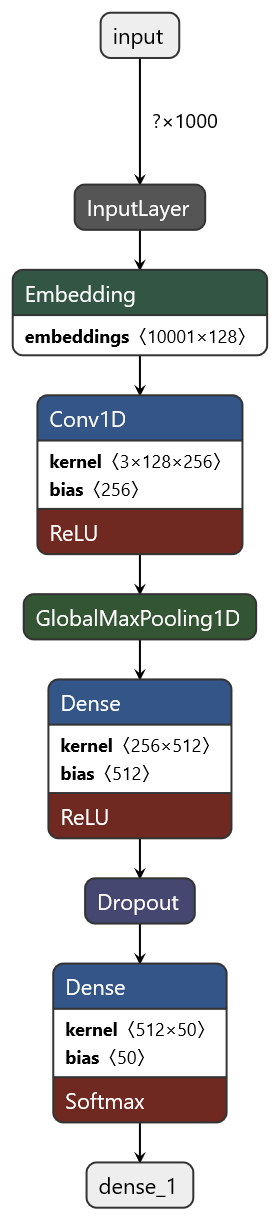 input
?×1000
InputLayer
Embedding
embeddings 〈10001×128〉
Conv1D
kernel 〈3×128×256〉
bias 〈256〉
ReLU
GlobalMaxPooling1D
Dense
kernel 〈256×512〉
bias 〈512〉
ReLU
Dropout
Dense
kernel 〈512×50〉
bias 〈50〉
Softmax
dense_1